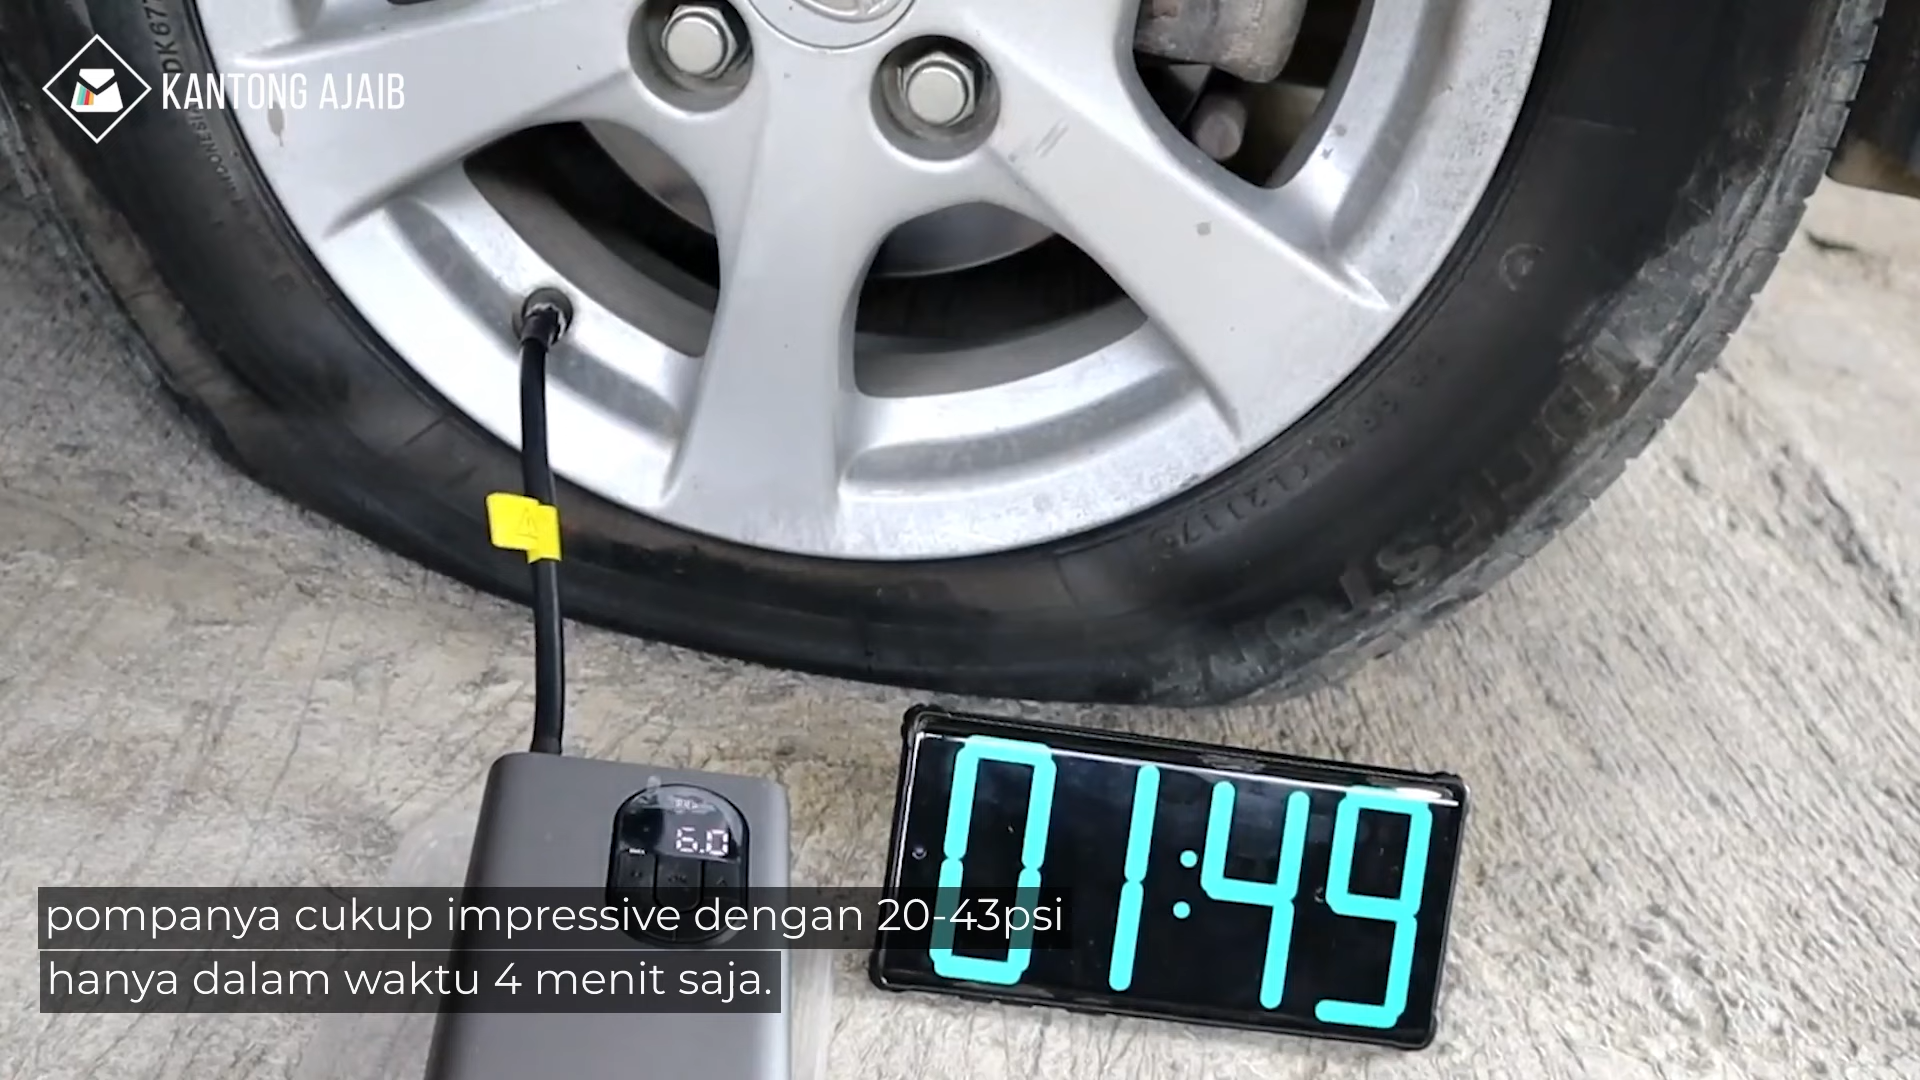 KANTONG AJAIB
6.0
01:49
pompanya cukup impressive dengan 20-43psi
hanya dalam waktu 4 menit saja.